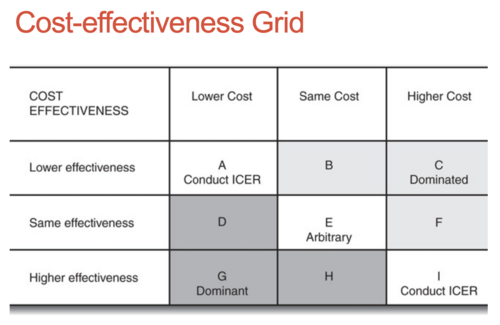 Cost-effectiveness Grid
COST
EFFECTIVENESS
Lower Cost
Same Cost
Higher Cost
Lower effectiveness
A
Conduct ICER
B
C
Dominated
Same effectiveness
D
E
Arbitrary
F
Higher effectiveness
G
Dominant
H
I
Conduct ICER